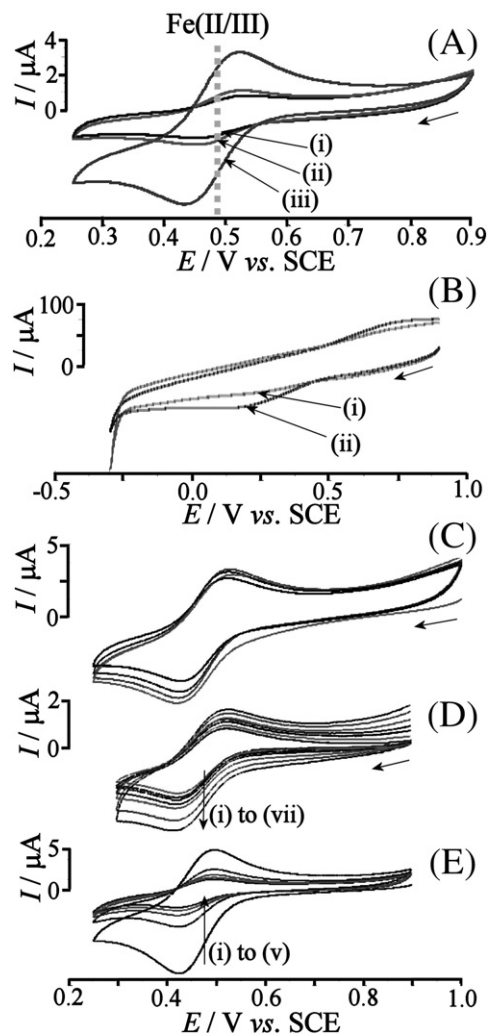 Fe(II/III)
(A)
I / μA
4
2
0
(i)
(ii)
(iii)
0.2 0.3 0.4 0.5 0.6 0.7 0.8 0.9
E / V vs. SCE
(B)
I / μA
100
0
(i)
(ii)
-0.5 0.0 0.5 1.0
E / V vs. SCE
(C)
I / μA
5
0
(D)
I / μA
2
0
(i) to (vii)
(E)
I / μA
5
0
(i) to (v)
0.2 0.4 0.6 0.8 1.0
E / V vs. SCE